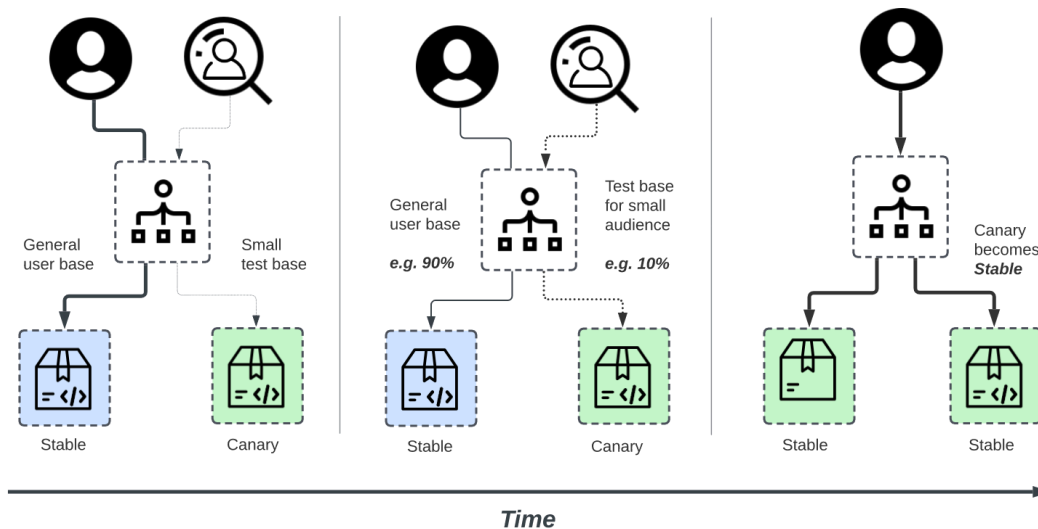 General
user base
Small
test base
Stable
Canary
General
user base
e.g. 90%
Test base
for small
audience
e.g. 10%
Stable
Canary
Canary
becomes
Stable
Stable
Stable
Time